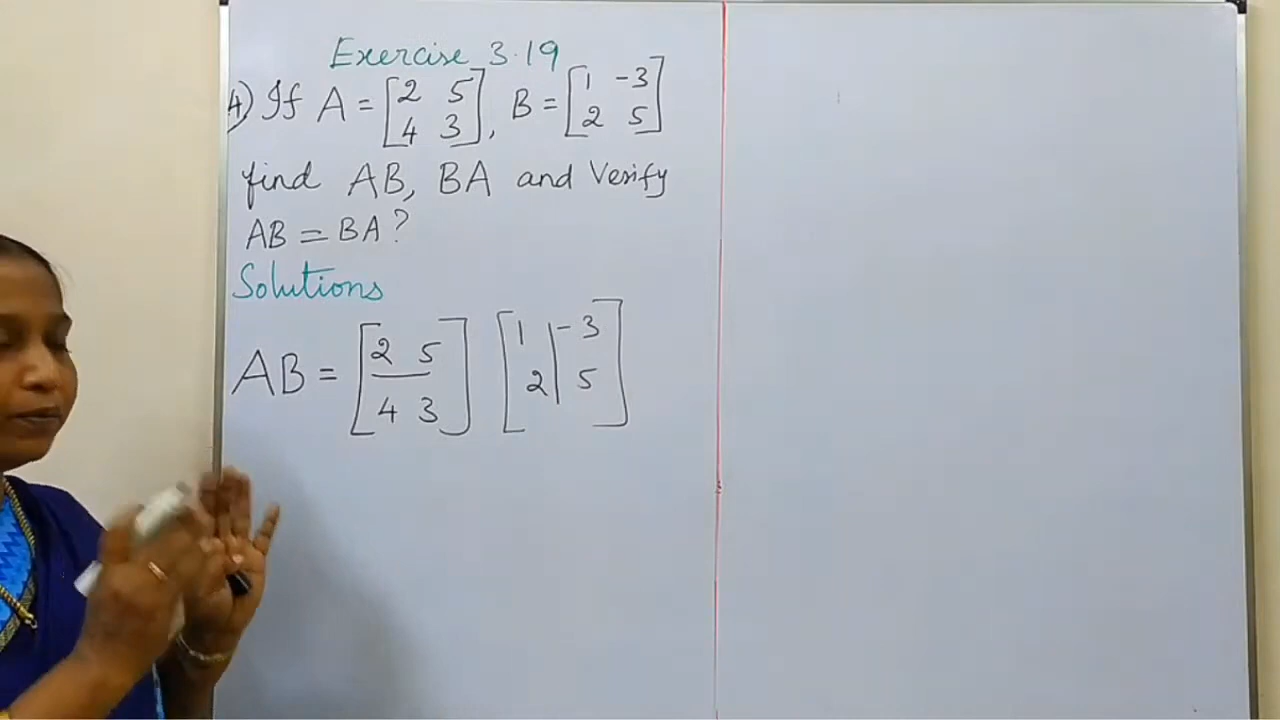 Exercise 3.19
4) If A = [2 5
4 3], B = [1 -3
2 5]
find AB, BA and Verify
AB = BA?
Solutions
AB = [2 5
4 3] [1 -3
2 5]